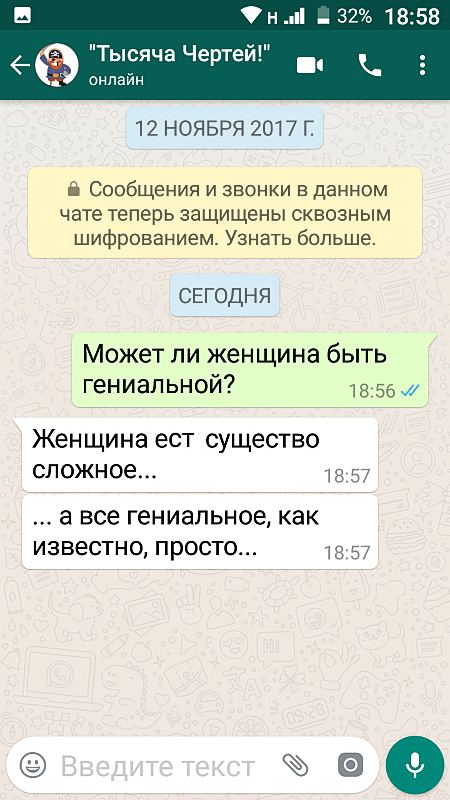 H 32% 18:58
"Тысяча Чертей!"
онлайн
12 НОЯБРЯ 2017 Г.
Сообщения и звонки в данном
чате теперь защищены сквозным
шифрованием. Узнать больше.
СЕГОДНЯ
Может ли женщина быть
гениальной?
18:56
Женщина ест существо
сложное...
18:57
... а все гениальное, как
известно, просто...
18:57
Введите текст